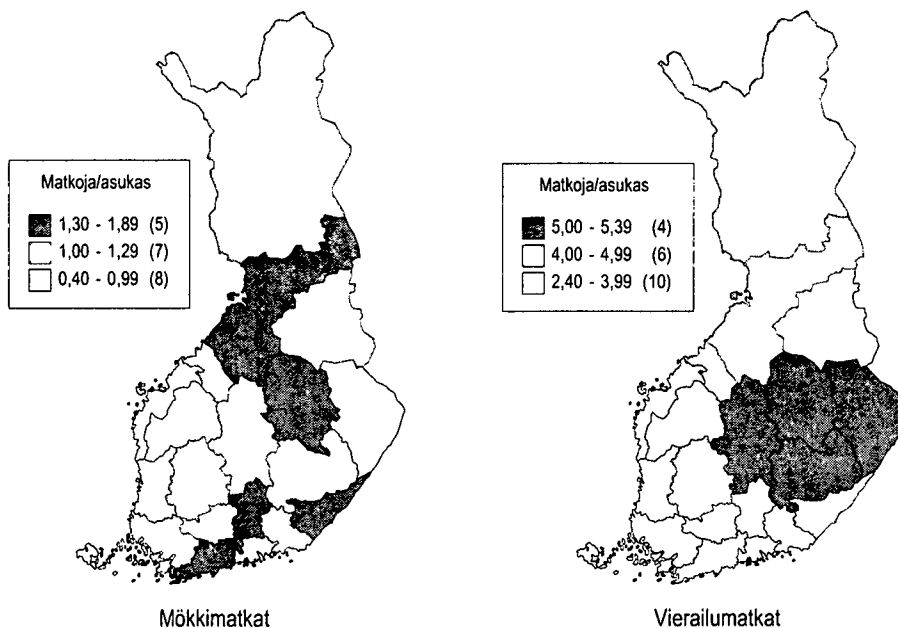 Matkoja/asukas
1,30 - 1,89 (5)
1,00 - 1,29 (7)
0,40 - 0,99 (8)
Mökkimatkat
Matkoja/asukas
5,00 - 5,39 (4)
4,00 - 4,99 (6)
2,40 - 3,99 (10)
Vierailumatkat